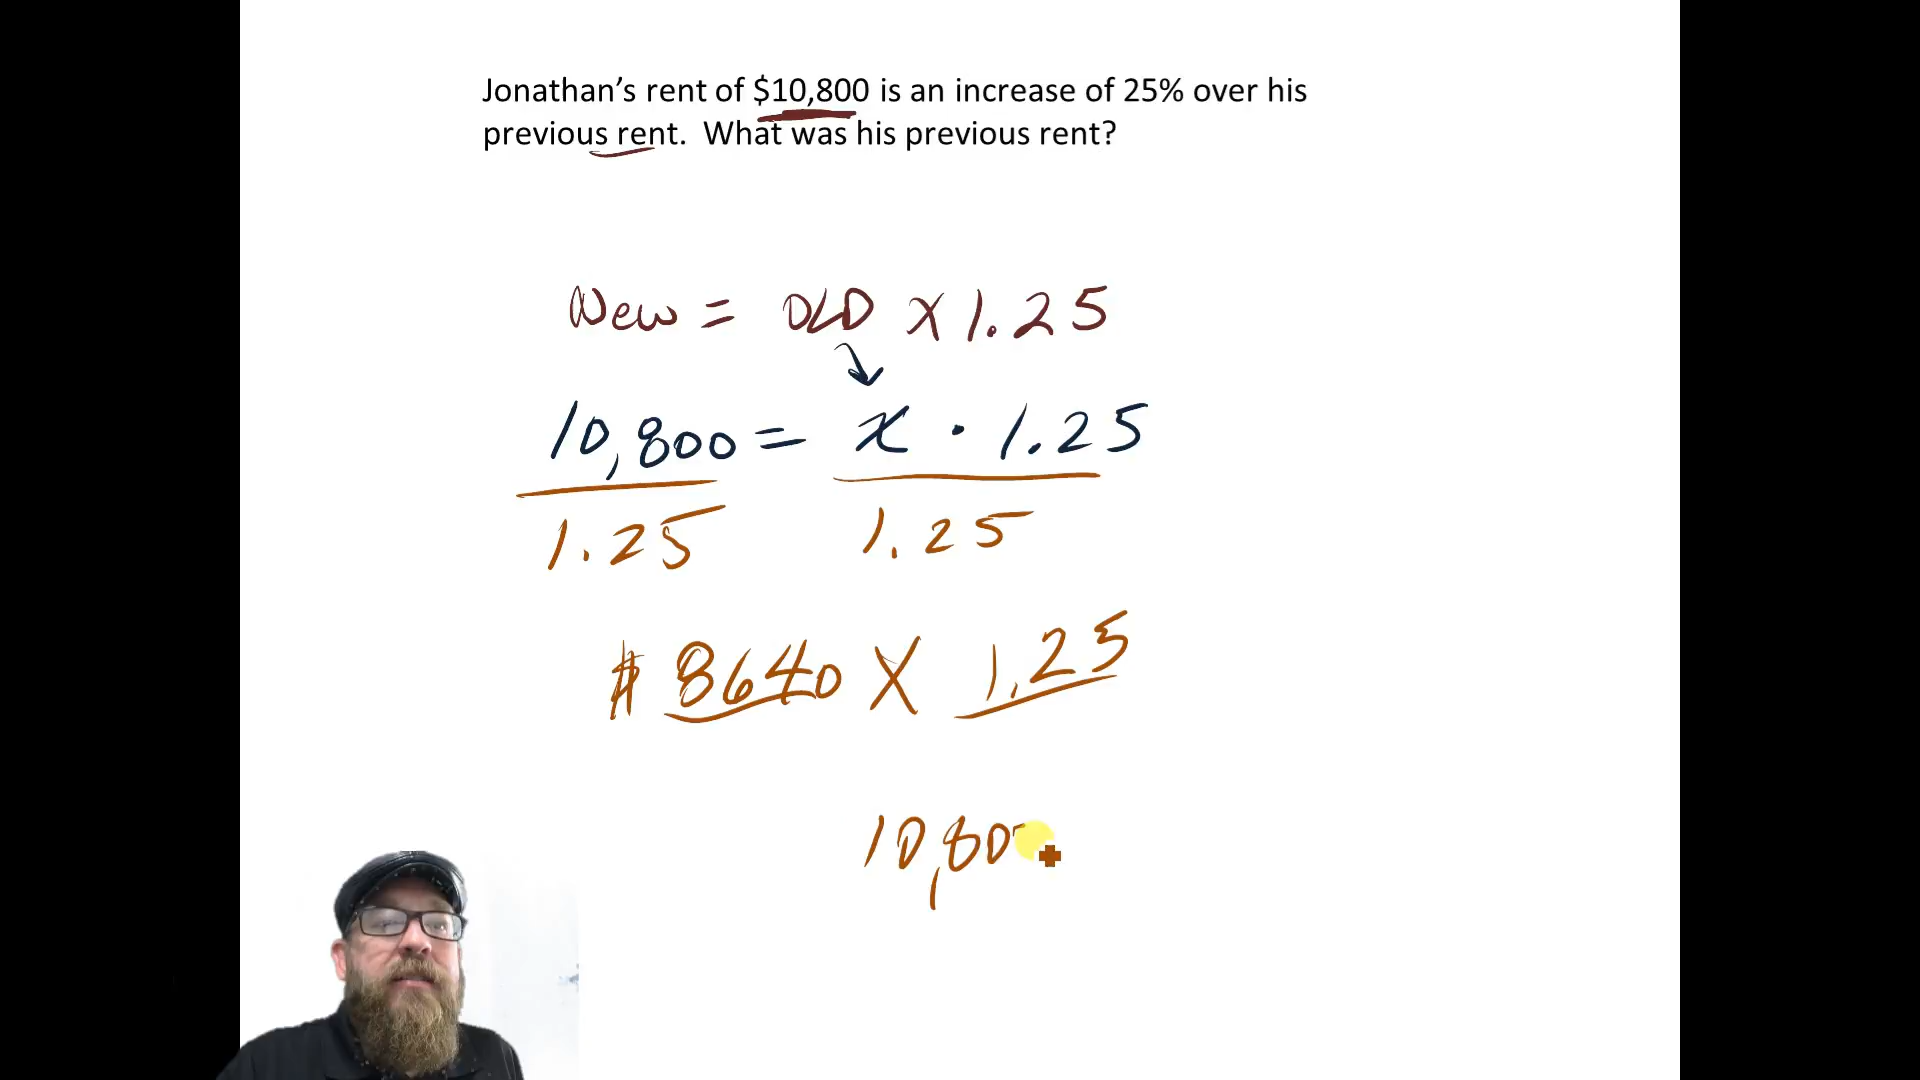 Jonathan’s rent of $10,800 is an increase of 25% over his
previous rent.  What was his previous rent?
New = OLD x 1.25
10,800 = x · 1.25
1.25 1.25
$ 8640 X 1.25
10,80